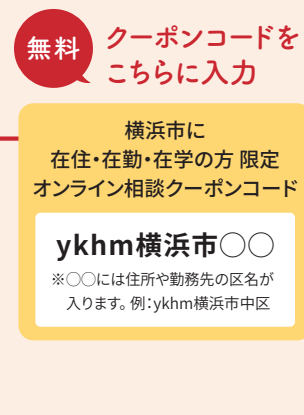 無料
クーポンコードを
こちらに入力
横浜市に
在住・在勤・在学の方 限定
オンライン相談クーポンコード
ykhm横浜市○○
※○○には住所や勤務先の区名が
入ります。例：ykhm横浜市中区